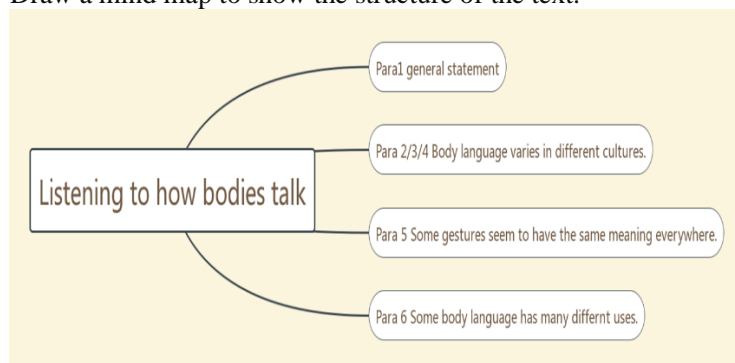 Draw a mind map to show the structure of the text.
Para1 general statement
Para 2/3/4 Body language varies in different cultures.
Listening to how bodies talk
Para 5 Some gestures seem to have the same meaning everywhere.
Para 6 Some body language has many differnt uses.